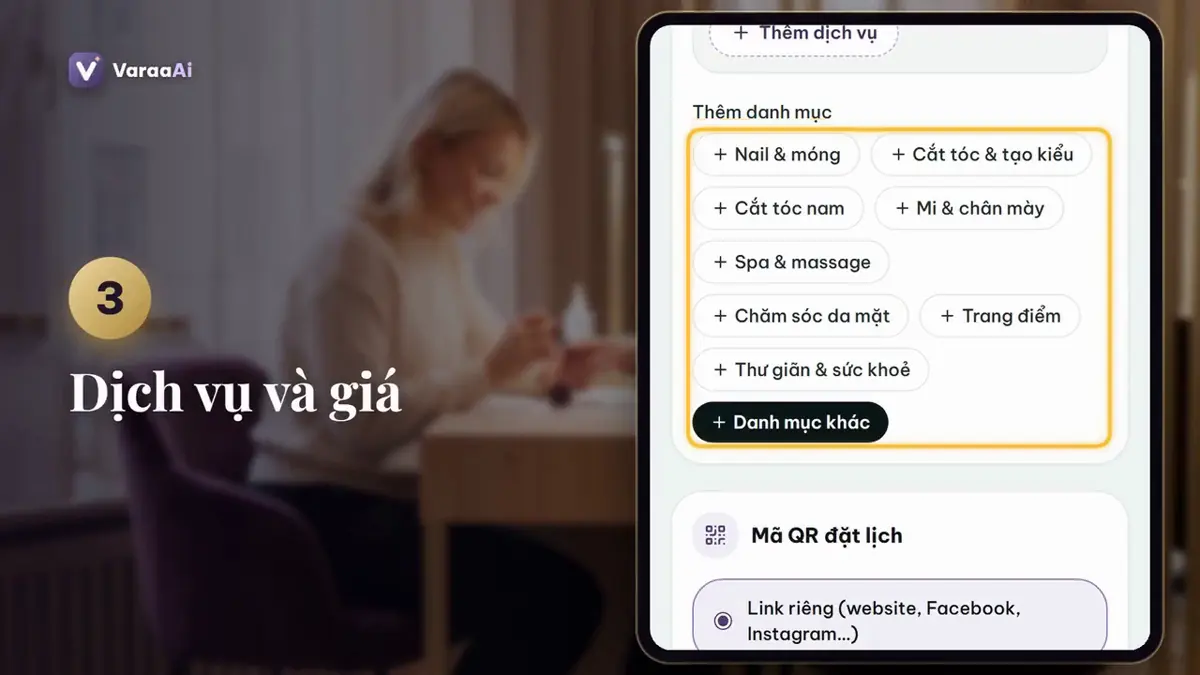 VaraaAi
3
Dịch vụ và giá
+ Thêm dịch vụ
Thêm danh mục
+ Nail & móng
+ Cắt tóc & tạo kiểu
+ Cắt tóc nam
+ Mi & chân mày
+ Spa & massage
+ Chăm sóc da mặt
+ Trang điểm
+ Thư giãn & sức khoẻ
+ Danh mục khác
Mã QR đặt lịch
Link riêng (website, Facebook,
Instagram...)